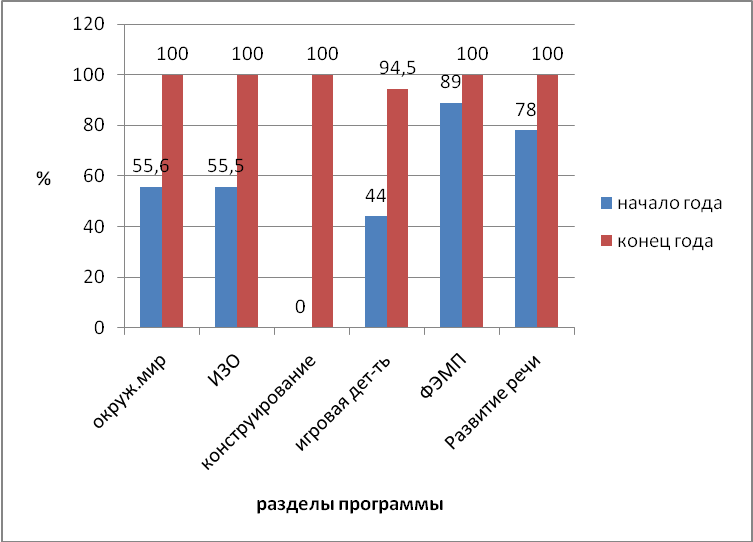 120
100
80
60
40
20
0
%
100 100 100 94,5 100 100
55,6 55,5 0 44 89 78
окруж.мир
ИЗО
конструирование
игровая дет-ть
ФЭМП
Развитие речи
разделы программы
начало года
конец года